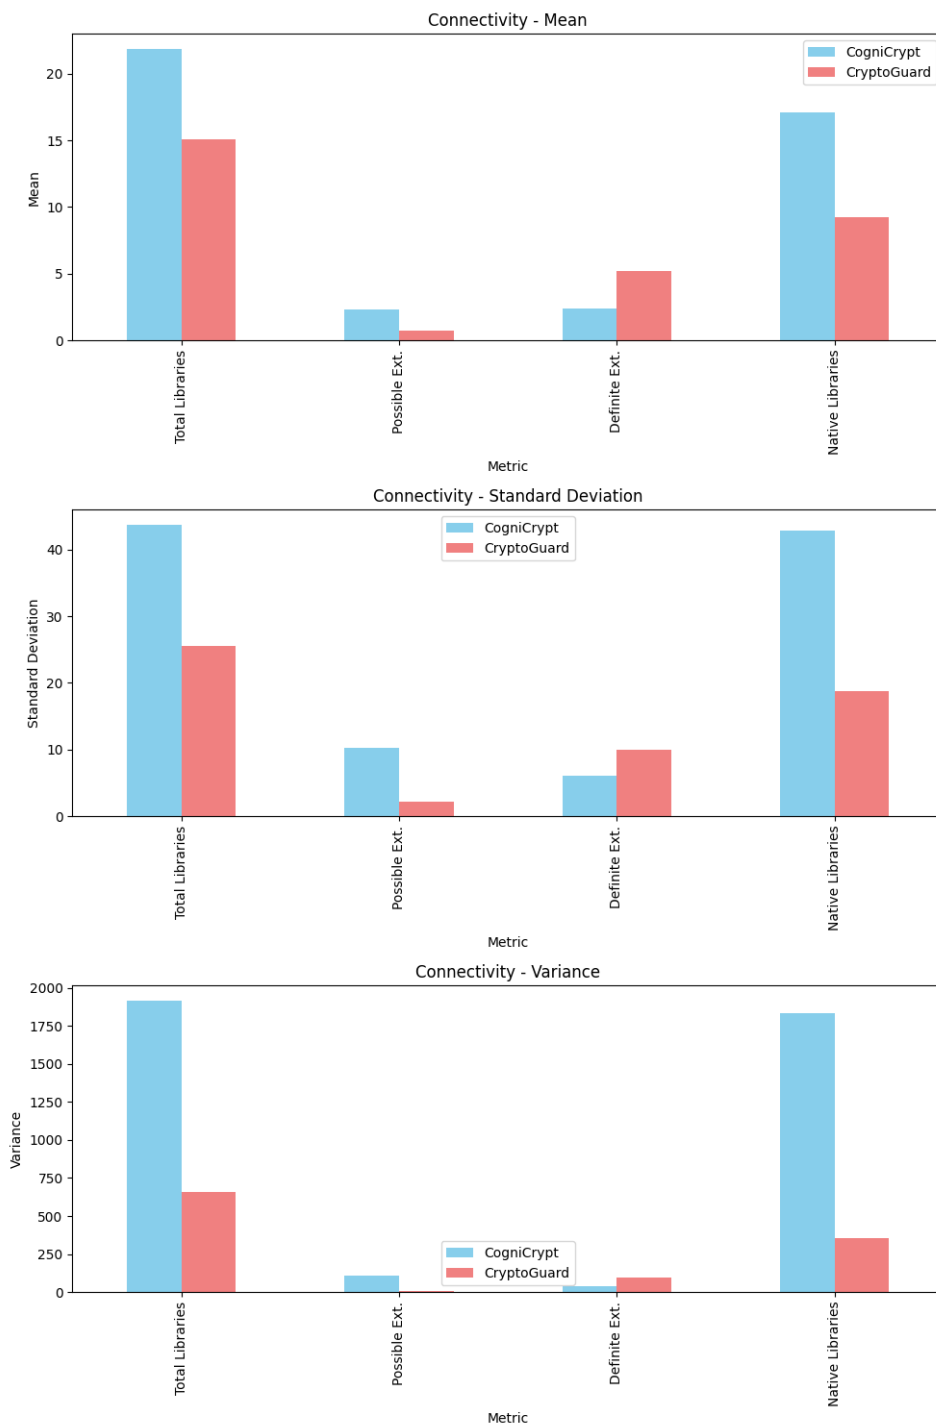 Connectivity - Mean
CogniCrypt
CryptoGuard
20
15
10
5
0
Mean
Total Libraries
Possible Ext.
Definite Ext.
Native Libraries
Metric
Connectivity - Standard Deviation
CogniCrypt
CryptoGuard
40
30
20
10
0
Standard Deviation
Total Libraries
Possible Ext.
Definite Ext.
Native Libraries
Metric
Connectivity - Variance
2000
1750
1500
1250
1000
750
500
250
0
Variance
CogniCrypt
CryptoGuard
Total Libraries
Possible Ext.
Definite Ext.
Native Libraries
Metric